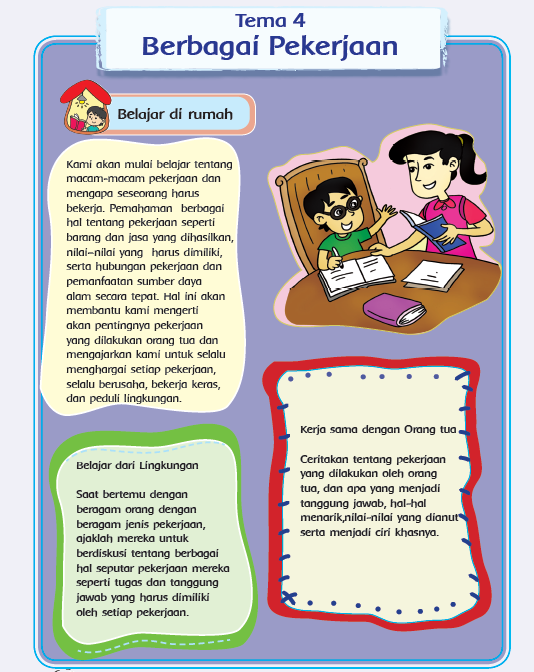 Tema 4
Berbagai Pekerjaan
Belajar di rumah
Kami akan mulai belajar tentang
macam-macam pekerjaan dan
mengapa seseorang harus
bekerja. Pemahaman berbagai
hal tentang pekerjaan seperti
barang dan jasa yang dihasilkan,
nilai–nilai yang harus dimiliki,
serta hubungan pekerjaan dan
pemanfaatan sumber daya
alam secara tepat. Hal ini akan
membantu kami mengerti
akan pentingnya pekerjaan
yang dilakukan orang tua dan
mengajarkan kami untuk selalu
menghargai setiap pekerjaan,
selalu berusaha, bekerja keras,
dan peduli lingkungan.
Belajar dari Lingkungan
Saat bertemu dengan
beragam orang dengan
beragam jenis pekerjaan,
ajaklah mereka untuk
berdiskusi tentang berbagai
hal seputar pekerjaan mereka
seperti tugas dan tanggung
jawab yang harus dimiliki
oleh setiap pekerjaan.
Kerja sama dengan Orang tua
Ceritakan tentang pekerjaan
yang dilakukan oleh orang
tua, dan apa yang menjadi
tanggung jawab, hal-hal
menarik,nilai-nilai yang dianut
serta menjadi ciri khasnya.